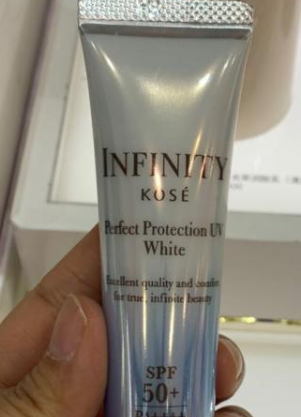 INFINITY
KOSÉ
Perfect Protection UV
White
Excellent quality and comfort
for true, infinite beauty
SPF
50+